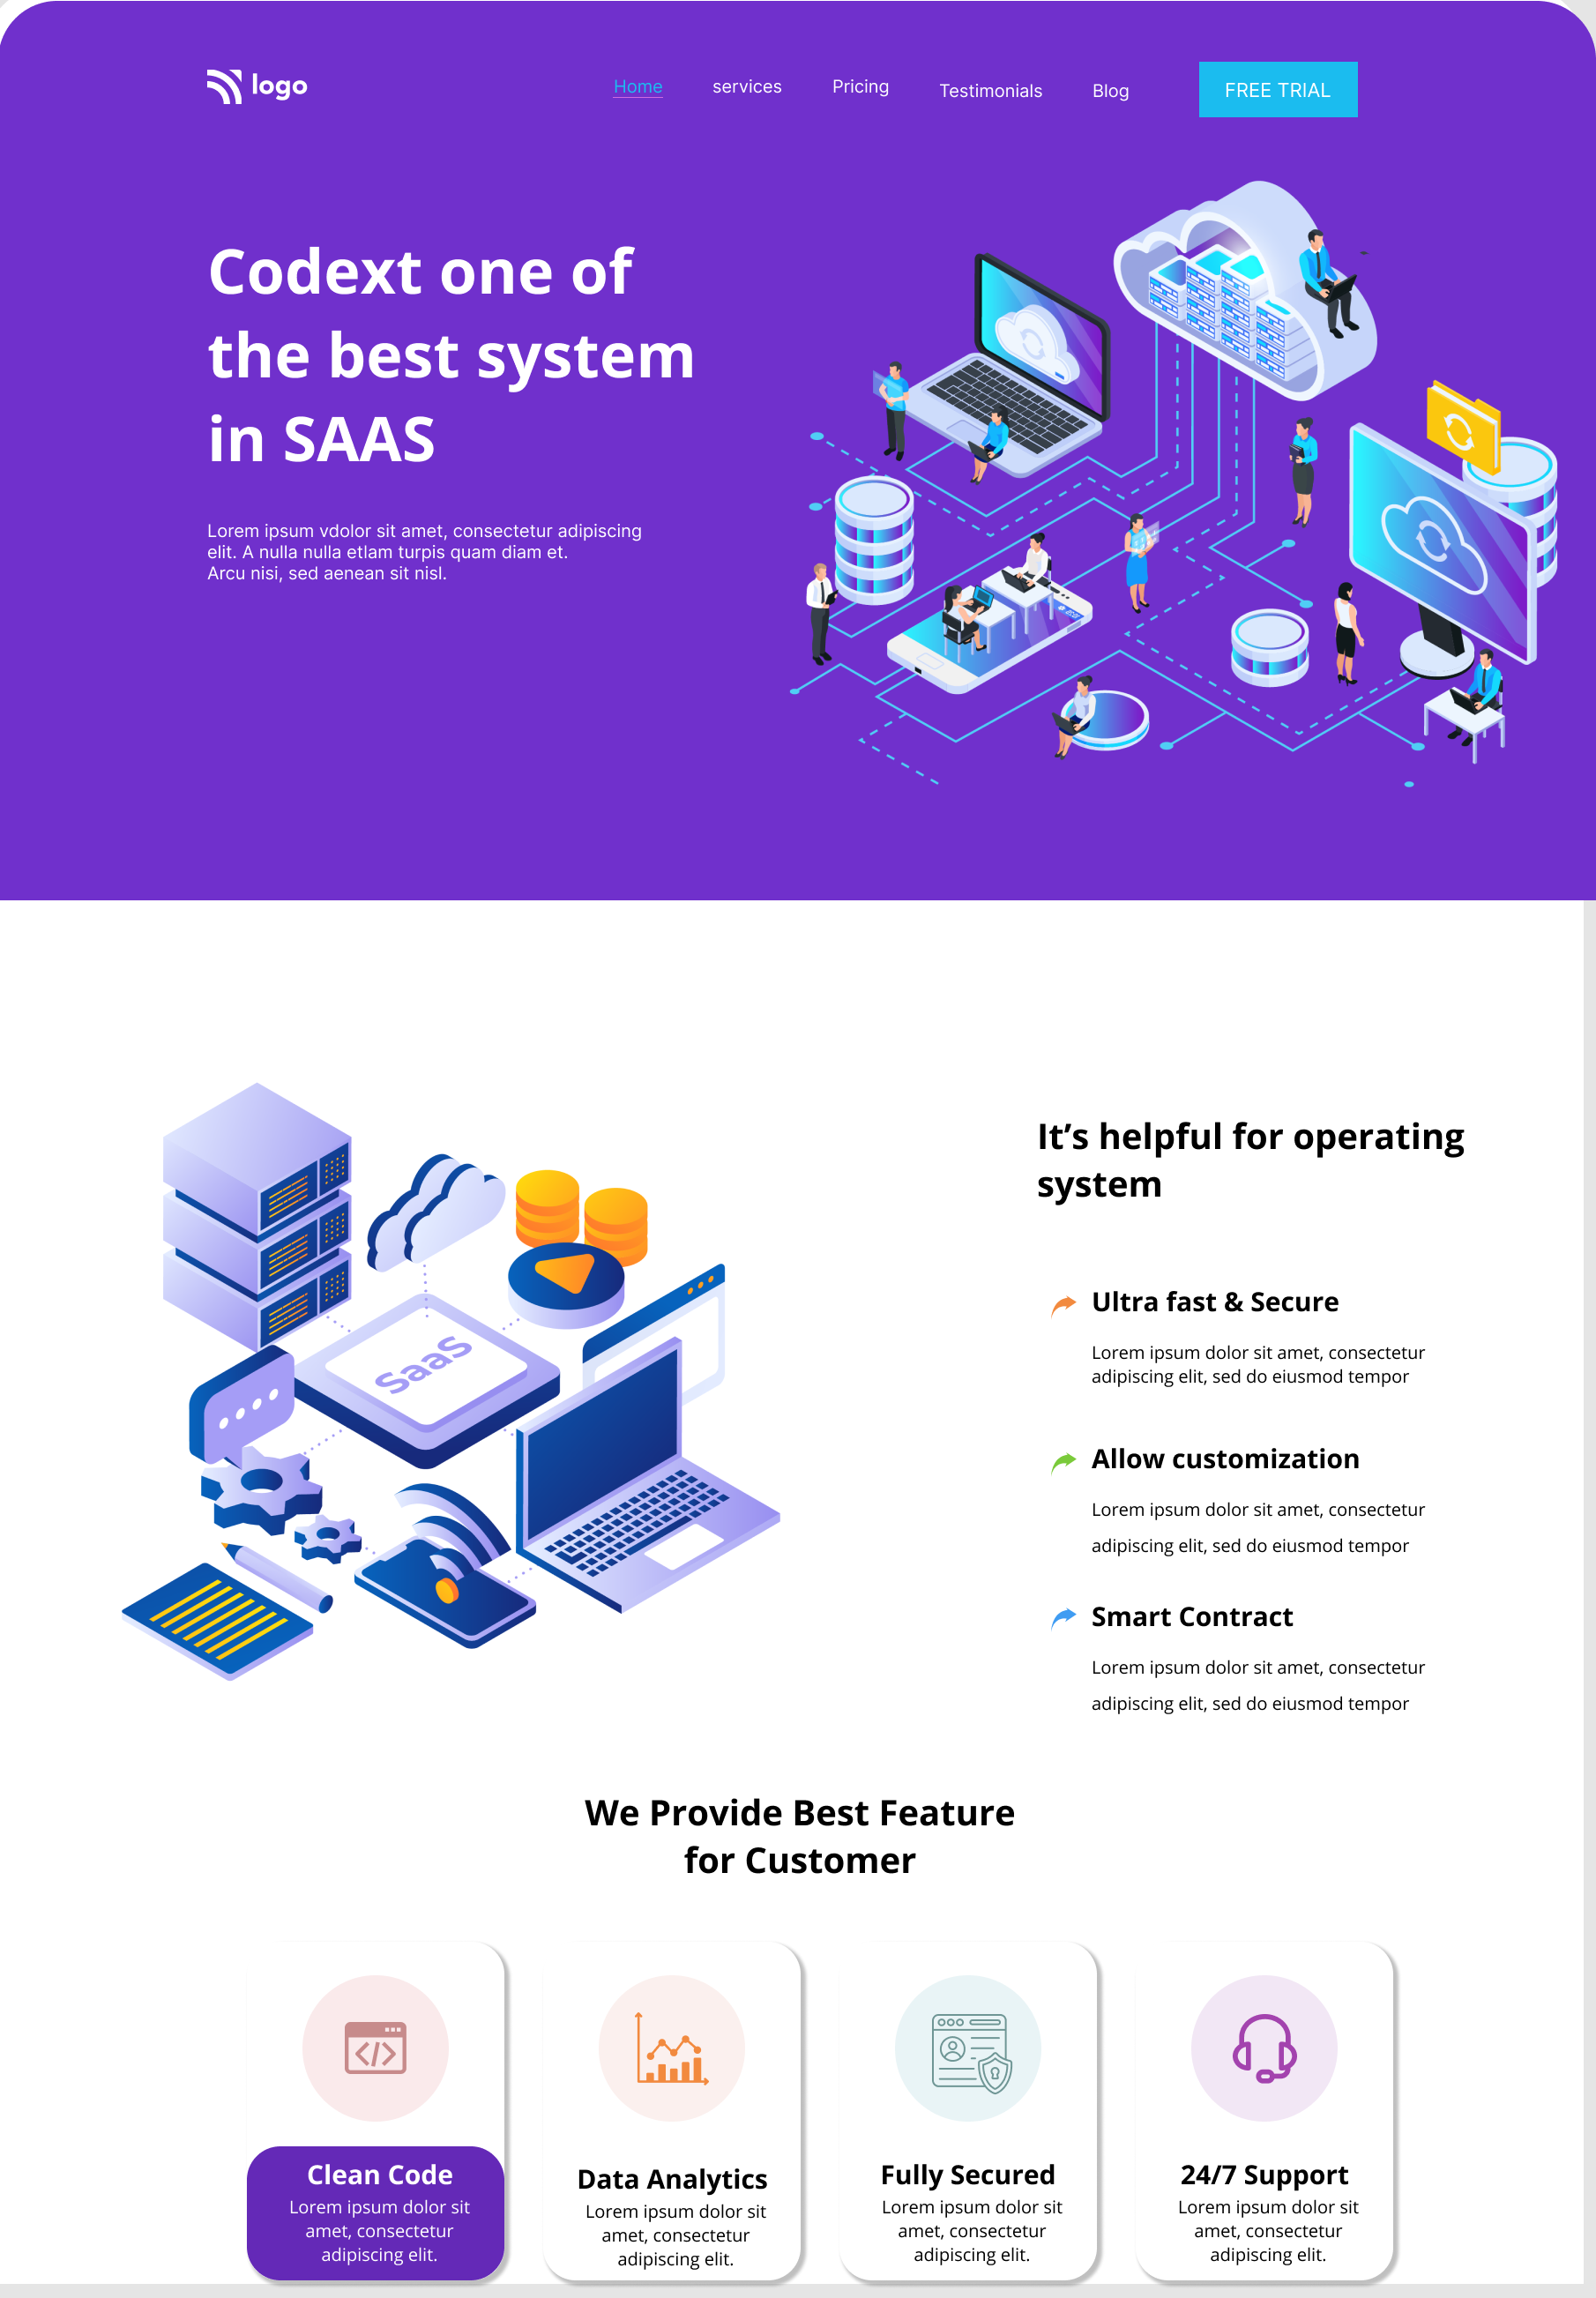 logo
Home
services
Pricing
Testimonials
Blog
FREE TRIAL
Codext one of
the best system
in SAAS
Lorem ipsum vdolor sit amet, consectetur adipiscing
elit. A nulla nulla etlam turpis quam diam et.
Arcu nisi, sed aenean sit nisl.
SaaS
It’s helpful for operating
system
Ultra fast & Secure
Lorem ipsum dolor sit amet, consectetur
adipiscing elit, sed do eiusmod tempor
Allow customization
Lorem ipsum dolor sit amet, consectetur
adipiscing elit, sed do eiusmod tempor
Smart Contract
Lorem ipsum dolor sit amet, consectetur
adipiscing elit, sed do eiusmod tempor
We Provide Best Feature
for Customer
Clean Code
Lorem ipsum dolor sit
amet, consectetur
adipiscing elit.
Data Analytics
Lorem ipsum dolor sit
amet, consectetur
adipiscing elit.
Fully Secured
Lorem ipsum dolor sit
amet, consectetur
adipiscing elit.
24/7 Support
Lorem ipsum dolor sit
amet, consectetur
adipiscing elit.